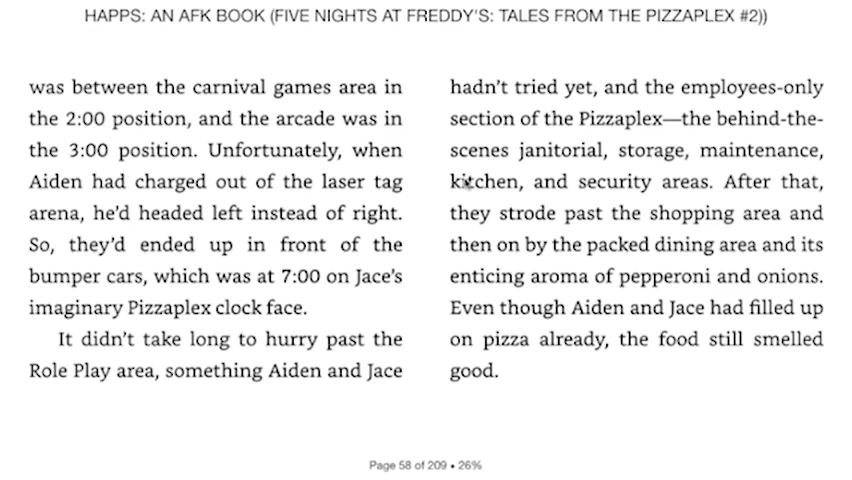 HAPPS: AN AFK BOOK (FIVE NIGHTS AT FREDDY'S: TALES FROM THE PIZZAPLEX #2))
was between the carnival games area in
the 2:00 position, and the arcade was in
the 3:00 position. Unfortunately, when
Aiden had charged out of the laser tag
arena, he'd headed left instead of right.
So, they'd ended up in front of the
bumper cars, which was at 7:00 on Jace's
imaginary Pizzaplex clock face.
It didn't take long to hurry past the
Role Play area, something Aiden and Jace
hadn't tried yet, and the employees-only
section of the Pizzaplex—the behind-the-
scenes janitorial, storage, maintenance,
kitchen, and security areas. After that,
they strode past the shopping area and
then on by the packed dining area and its
enticing aroma of pepperoni and onions.
Even though Aiden and Jace had filled up
on pizza already, the food still smelled
good.
Page 58 of 209 • 26%